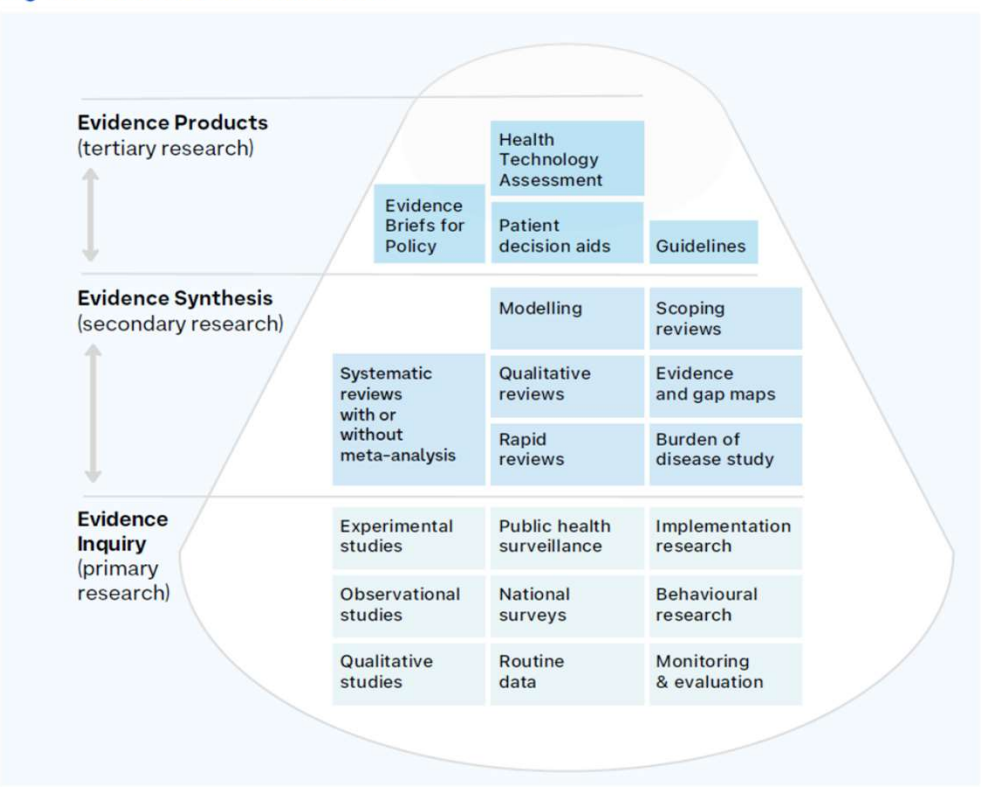 Evidence Products
(tertiary research)
Health
Technology
Assessment
Evidence
Briefs for
Policy
Patient
decision aids
Guidelines
Evidence Synthesis
(secondary research)
Modelling
Scoping
reviews
Systematic
reviews
with or
without
meta-analysis
Qualitative
reviews
Evidence
and gap maps
Rapid
reviews
Burden of
disease study
Evidence
Inquiry
(primary
research)
Experimental
studies
Public health
surveillance
Implementation
research
Observational
studies
National
surveys
Behavioural
research
Qualitative
studies
Routine
data
Monitoring
& evaluation